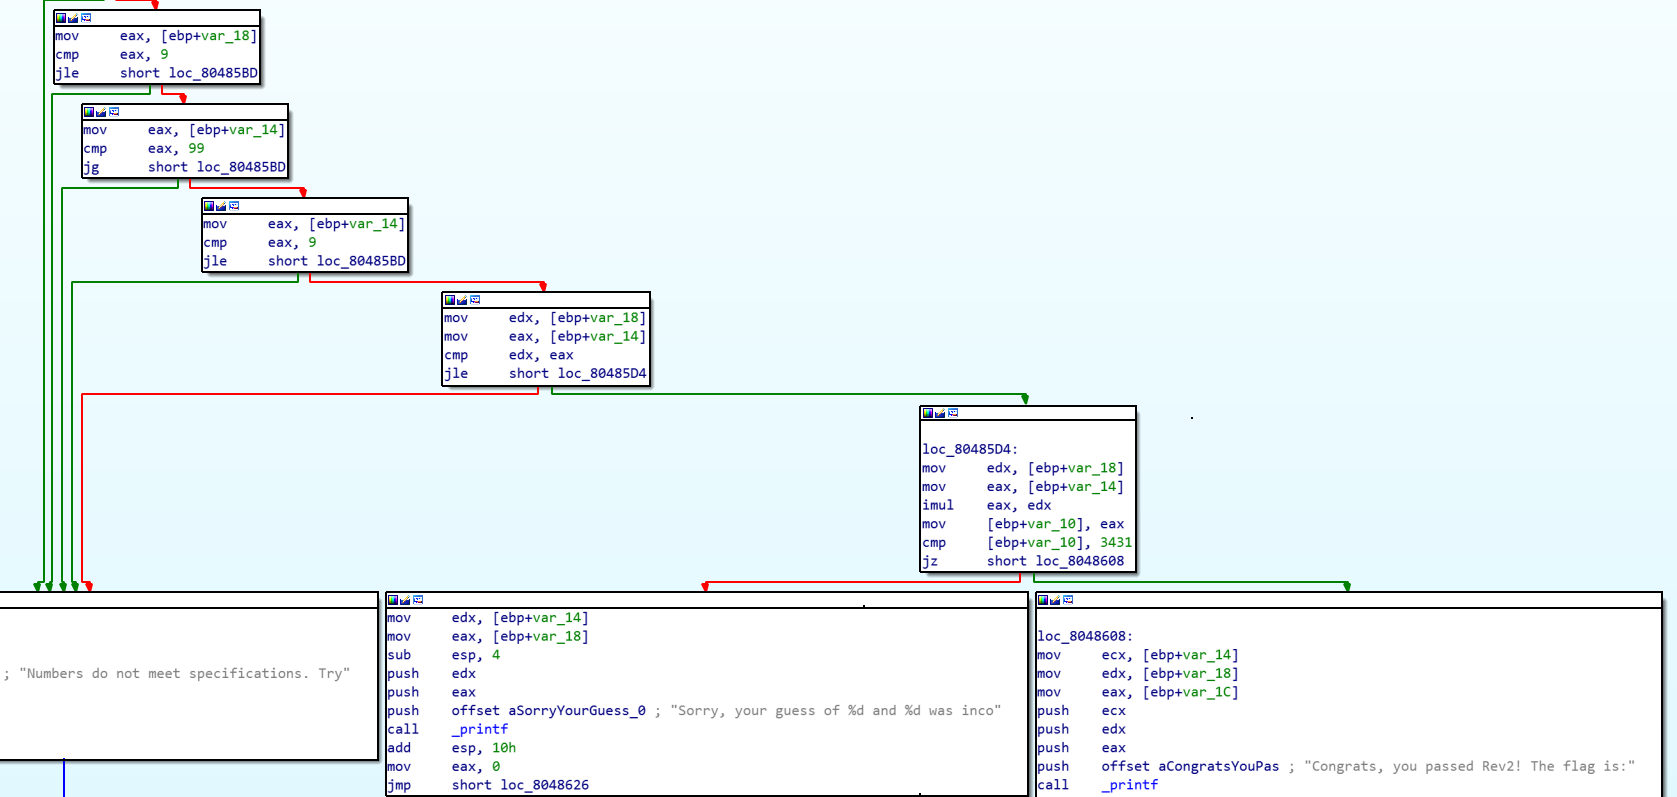 mov eax, [ebp+var_18]
cmp eax, 9
jle short loc_80485BD
mov eax, [ebp+var_14]
cmp eax, 99
jg short loc_80485BD
mov eax, [ebp+var_14]
cmp eax, 9
jle short loc_80485BD
mov edx, [ebp+var_18]
mov eax, [ebp+var_14]
cmp edx, eax
jle short loc_80485D4
loc_80485D4:
mov edx, [ebp+var_18]
mov eax, [ebp+var_14]
imul eax, edx
mov [ebp+var_10], eax
cmp [ebp+var_10], 3431
jz short loc_8048608
; "Numbers do not meet specifications. Try"
mov edx, [ebp+var_14]
mov eax, [ebp+var_18]
sub esp, 4
push edx
push eax
push offset aSorryYourGuess_0 ; "Sorry, your guess of %d and %d was inco"
call _printf
add esp, 10h
mov eax, 0
jmp short loc_8048626
loc_8048608:
mov ecx, [ebp+var_14]
mov edx, [ebp+var_18]
mov eax, [ebp+var_1C]
push ecx
push edx
push eax
push offset aCongratsYouPas ; "Congrats, you passed Rev2! The flag is:"
call _printf